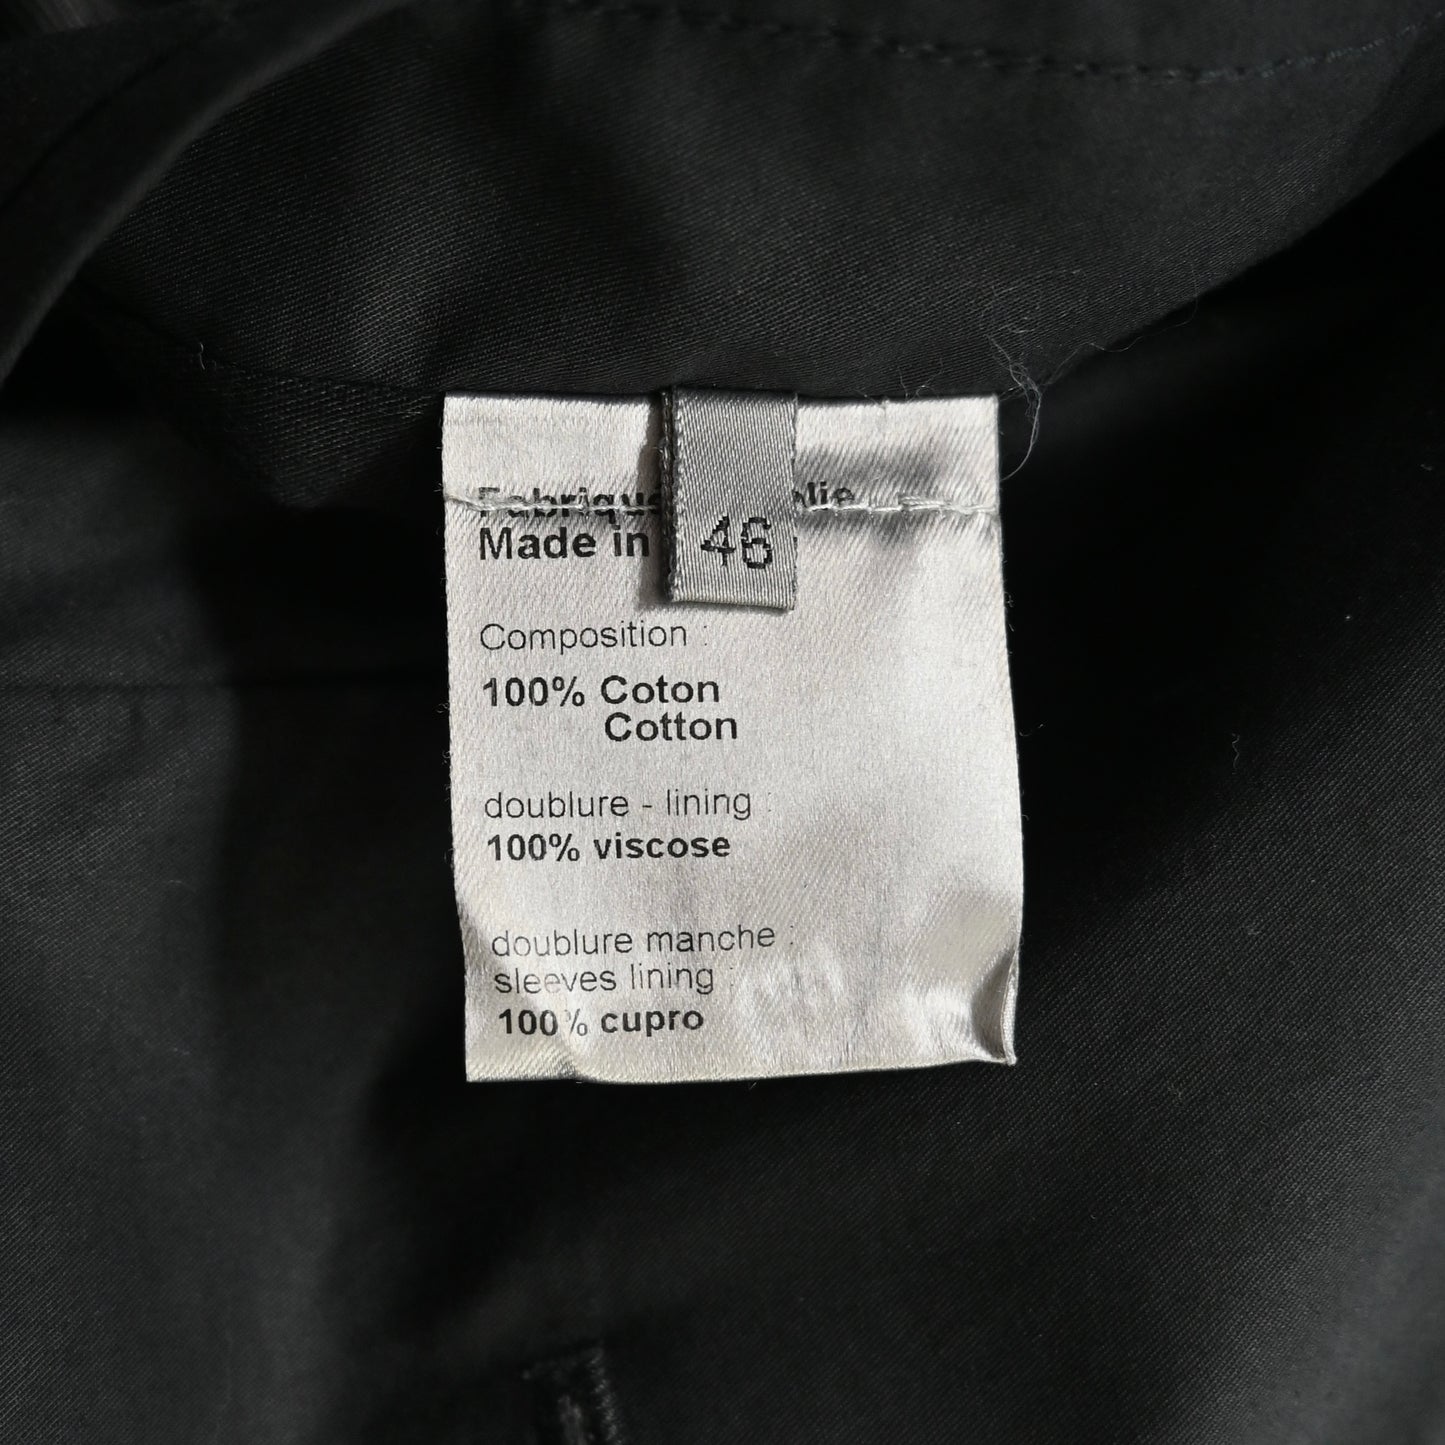 Made in
46
Composition :
100% Coton
Cotton
doublure - lining :
100% viscose
doublure manche :
sleeves lining :
100% cupro